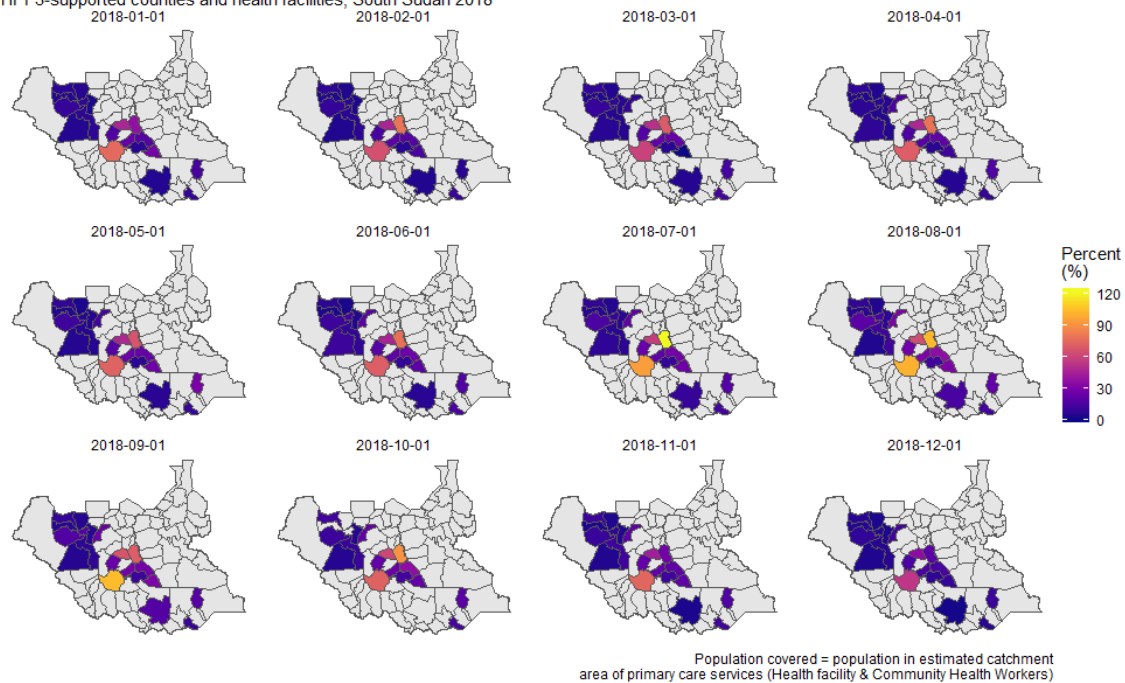 HPF3-supported counties and health facilities, South Sudan 2018
2018-01-01 2018-02-01 2018-03-01 2018-04-01
2018-05-01 2018-06-01 2018-07-01 2018-08-01
Percent
(%)
120
90
60
30
0
2018-09-01 2018-10-01 2018-11-01 2018-12-01
Population covered = population in estimated catchment
area of primary care services (Health facility & Community Health Workers)